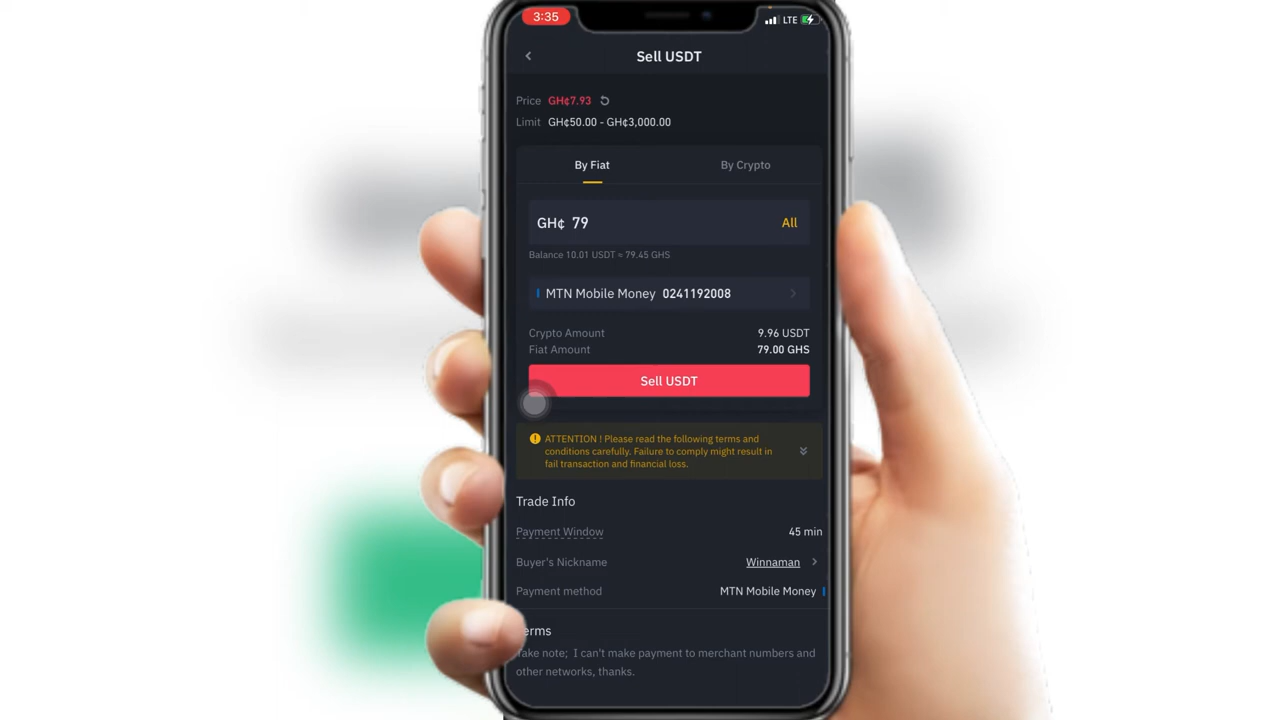 3:35
LTE
Sell USDT
Price GH₵7.93
Limit GH₵50.00 - GH₵3,000.00
By Fiat By Crypto
GH₵ 79 All
Balance 10.01 USDT ≈ 79.45 GHS
MTN Mobile Money 0241192008
Crypto Amount 9.96 USDT
Fiat Amount 79.00 GHS
Sell USDT
ATTENTION ! Please read the following terms and
conditions carefully. Failure to comply might result in
fail transaction and financial loss.
Trade Info
Payment Window 45 min
Buyer's Nickname Winnaman
Payment method MTN Mobile Money
erms
Take note; I can't make payment to merchant numbers and
other networks, thanks.